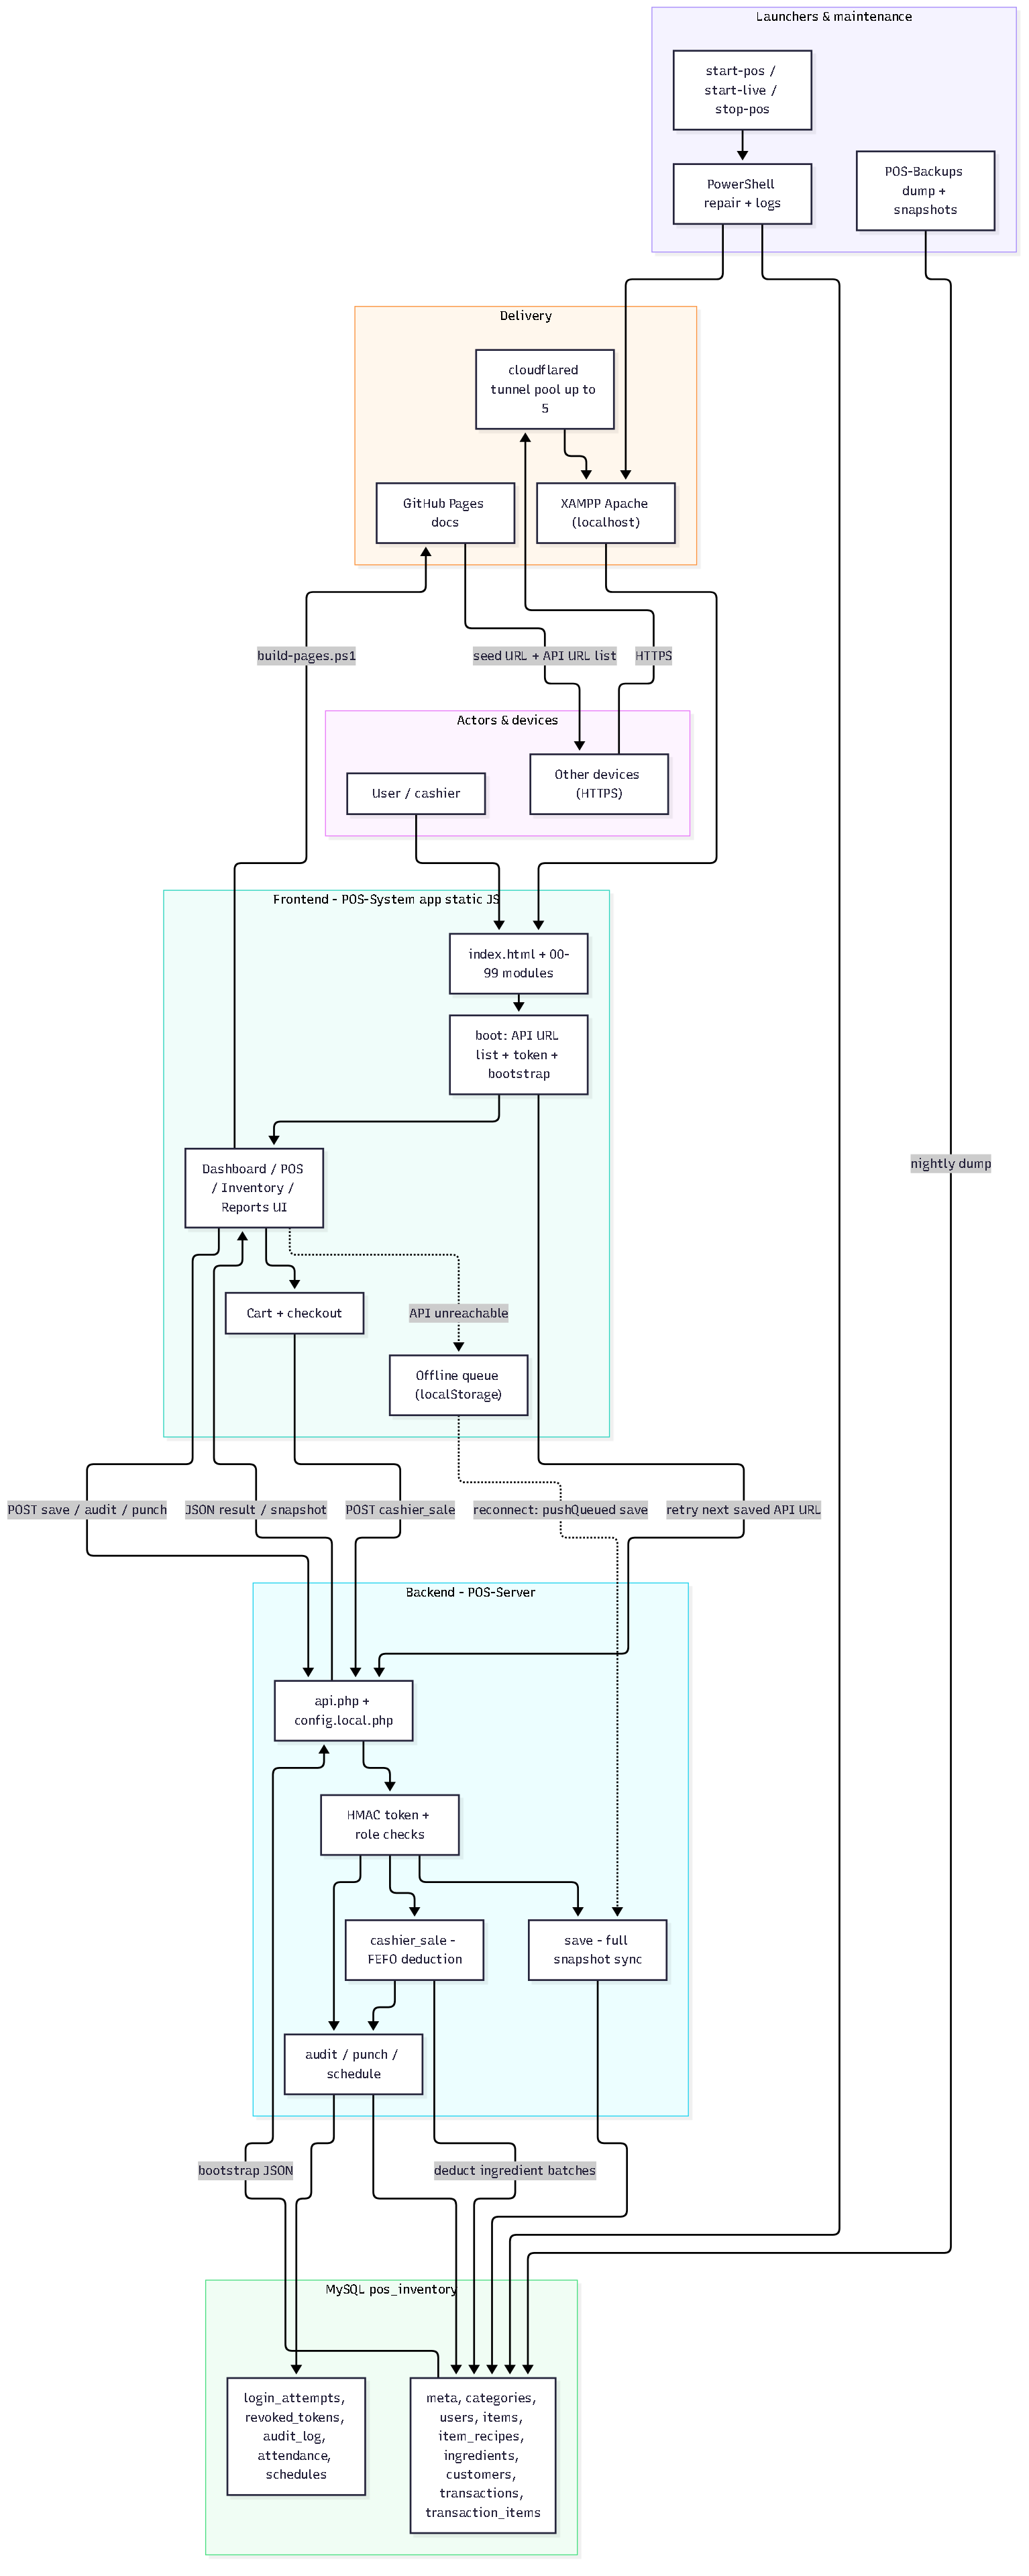 Launchers & maintenance
start-pos /
start-live /
stop-pos
PowerShell
repair + logs
POS-Backups
dump +
snapshots
Delivery
cloudflared
tunnel pool up to
5
GitHub Pages
docs
XAMPP Apache
(localhost)
build-pages.ps1
seed URL + API URL list
HTTPS
Actors & devices
User / cashier
Other devices
(HTTPS)
Frontend - POS-System app static JS
index.html + 00-
99 modules
boot: API URL
list + token +
bootstrap
Dashboard / POS
/ Inventory /
Reports UI
nightly dump
Cart + checkout
API unreachable
Offline queue
(localStorage)
POST save / audit / punch
JSON result / snapshot
POST cashier_sale
reconnect: pushQueued save
retry next saved API URL
Backend - POS-Server
api.php +
config.local.php
HMAC token +
role checks
cashier_sale -
FEFO deduction
save - full
snapshot sync
audit / punch /
schedule
bootstrap JSON
deduct ingredient batches
MySQL pos_inventory
login_attempts,
revoked_tokens,
audit_log,
attendance,
schedules
meta, categories,
users, items,
item_recipes,
ingredients,
customers,
transactions,
transaction_items